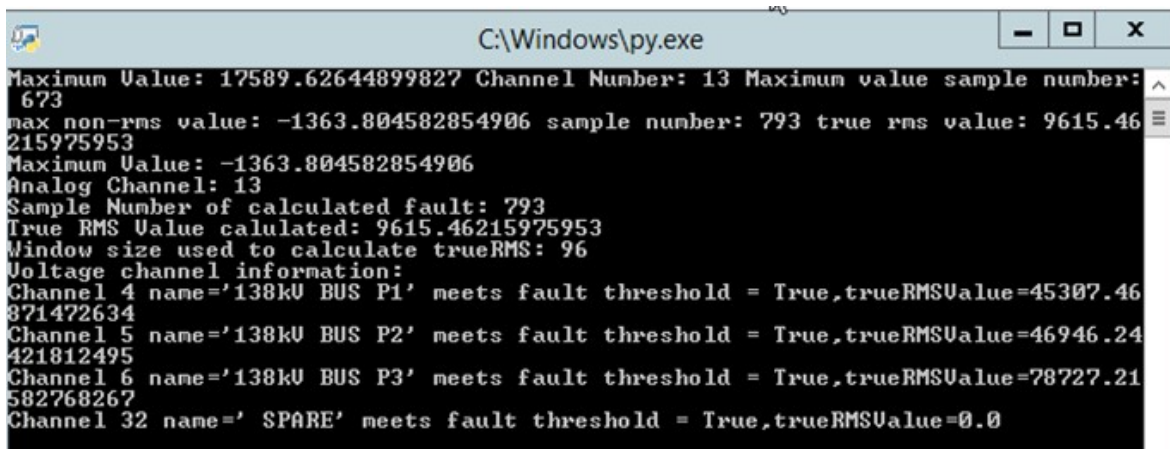 C:\Windows\py.exe
Maximum Value: 17589.62644899827 Channel Number: 13 Maximum value sample number:
 673
max non-rms value: -1363.804582854906 sample number: 793 true rms value: 9615.46
215975953
Maximum Value: -1363.804582854906
Analog Channel: 13
Sample Number of calculated fault: 793
True RMS Value calulated: 9615.46215975953
Window size used to calculate trueRMS: 96
Voltage channel information:
Channel 4 name='138kV BUS P1' meets fault threshold = True,trueRMSValue=45307.46
871472634
Channel 5 name='138kV BUS P2' meets fault threshold = True,trueRMSValue=46946.24
421812495
Channel 6 name='138kV BUS P3' meets fault threshold = True,trueRMSValue=78727.21
582768267
Channel 32 name=' SPARE' meets fault threshold = True,trueRMSValue=0.0